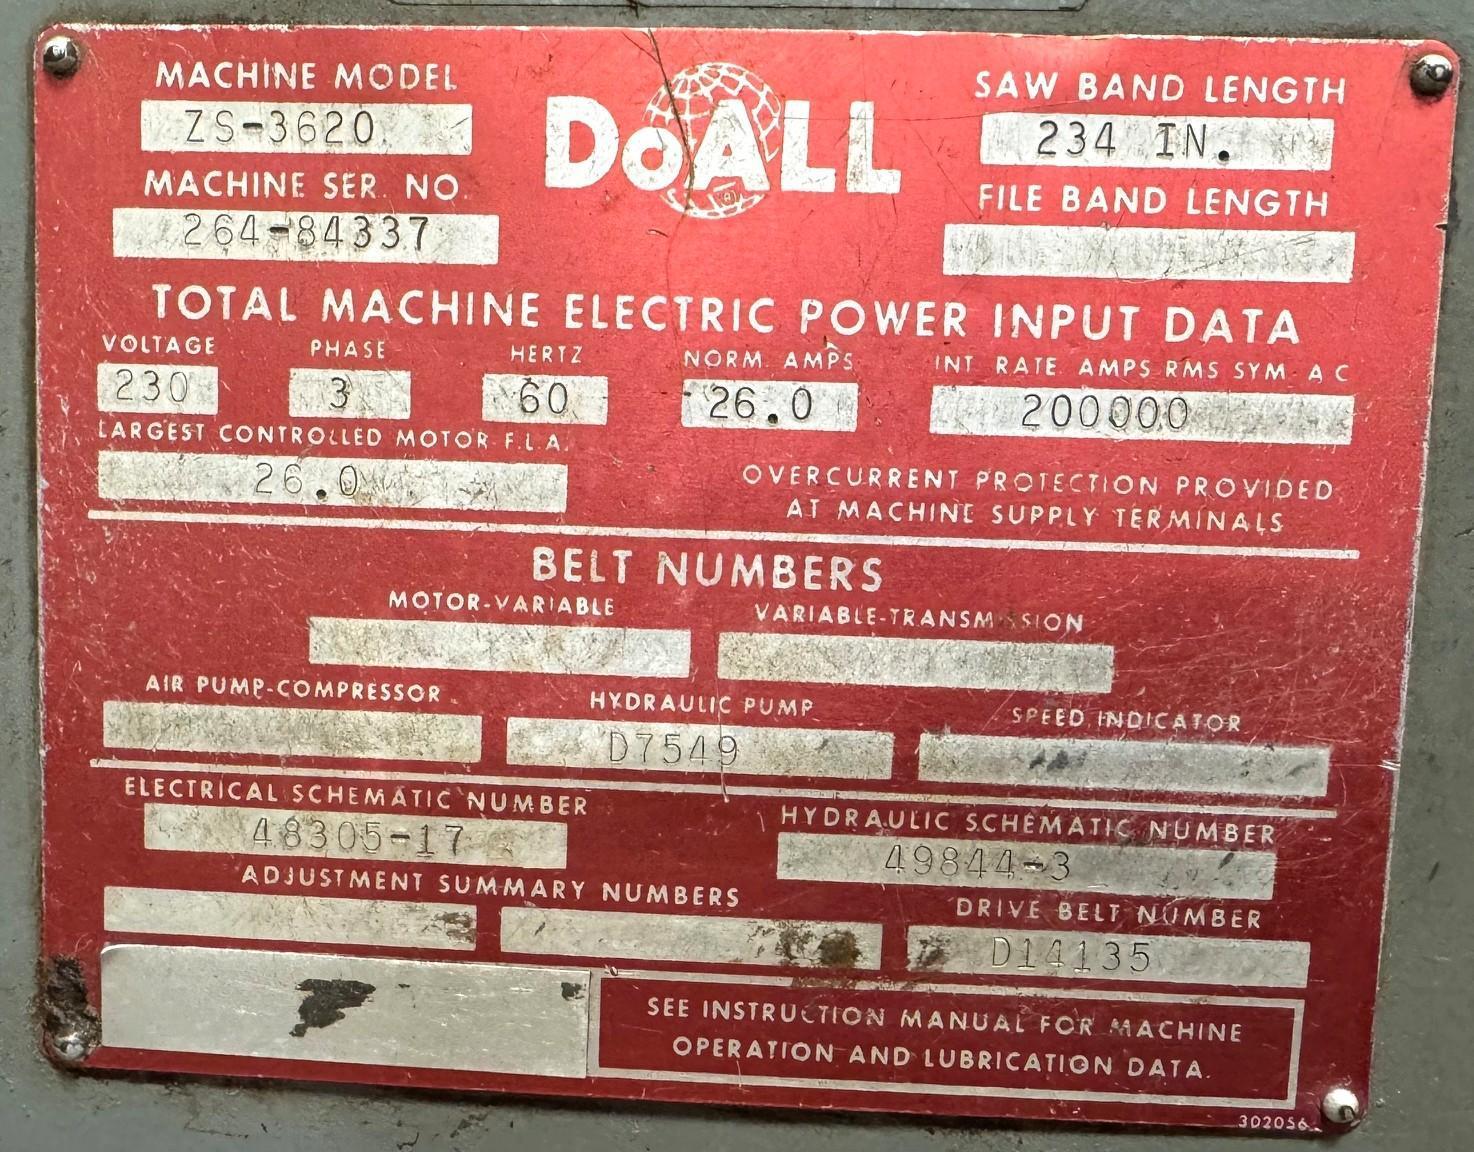 MACHINE MODEL
ZS-3620
DoALL
SAW BAND LENGTH
234 IN.
MACHINE SER. NO.
264-84337
FILE BAND LENGTH
TOTAL MACHINE ELECTRIC POWER INPUT DATA
VOLTAGE PHASE HERTZ NORM. AMPS INT RATE AMPS RMS SYM A C
230 3 60 26.0 200000
LARGEST CONTROLLED MOTOR F.L.A.
26.0
OVERCURRENT PROTECTION PROVIDED
AT MACHINE SUPPLY TERMINALS
BELT NUMBERS
MOTOR-VARIABLE VARIABLE-TRANSMISSION
AIR PUMP-COMPRESSOR HYDRAULIC PUMP SPEED INDICATOR
D7549
ELECTRICAL SCHEMATIC NUMBER HYDRAULIC SCHEMATIC NUMBER
48305-17 49844-3
ADJUSTMENT SUMMARY NUMBERS DRIVE BELT NUMBER
D14135
SEE INSTRUCTION MANUAL FOR MACHINE
OPERATION AND LUBRICATION DATA.
302056